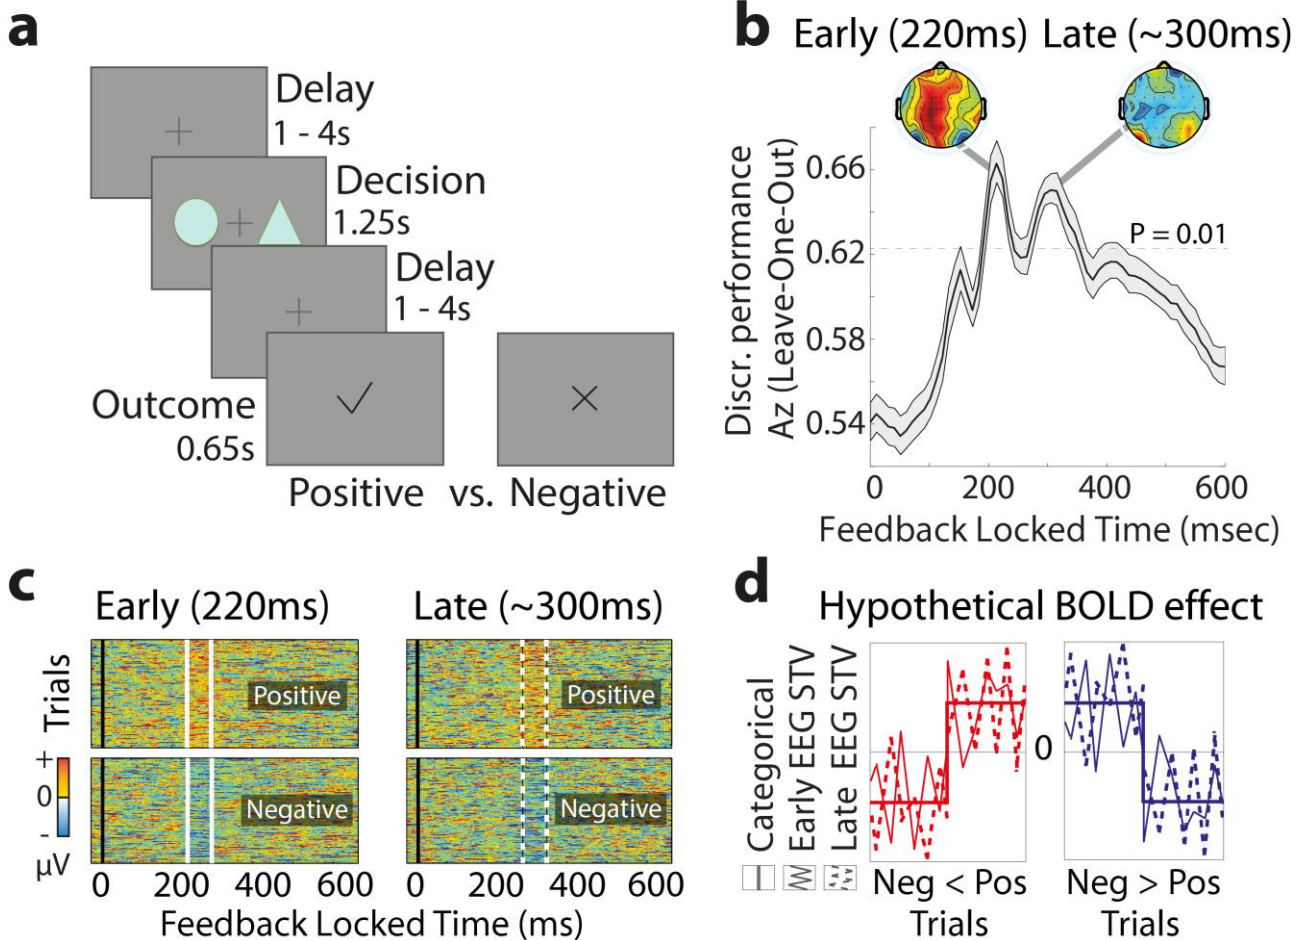 a
Delay
1 - 4s
Decision
1.25s
Delay
1 - 4s
Outcome
0.65s
Positive vs. Negative
b
Early (220ms) Late (~300ms)
Discr. performance
Az (Leave-One-Out)
0.66
0.62
0.58
0.54
P = 0.01
0 200 400 600
Feedback Locked Time (msec)
c
Early (220ms) Late (~300ms)
Trials
Positive Positive
Negative Negative
+
0
-
µV
0 200 400 600 0 200 400 600
Feedback Locked Time (ms)
d
Hypothetical BOLD effect
Categorical
Early EEG STV
Late EEG STV
0
Neg < Pos Neg > Pos
Trials Trials